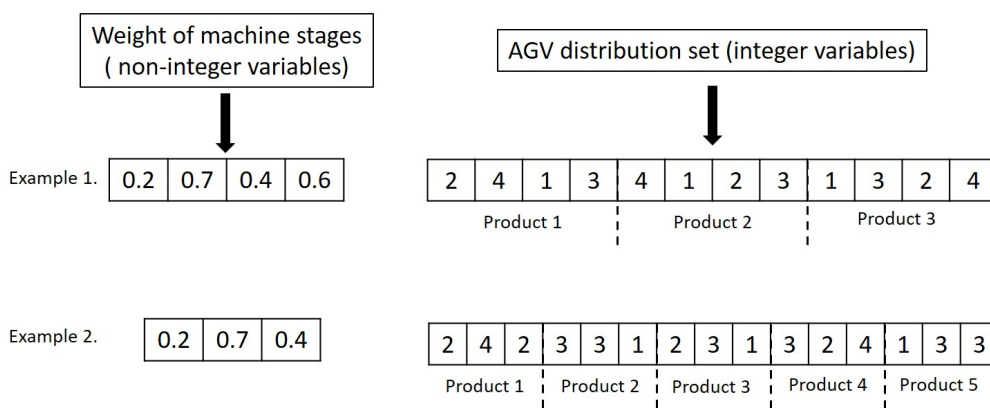 Weight of machine stages
( non-integer variables)
AGV distribution set (integer variables)
Example 1. 0.2 0.7 0.4 0.6 2 4 1 3 4 1 2 3 1 3 2 4
Product 1 Product 2 Product 3
Example 2. 0.2 0.7 0.4 2 4 2 3 3 1 2 3 1 3 2 4 1 3 3
Product 1 Product 2 Product 3 Product 4 Product 5